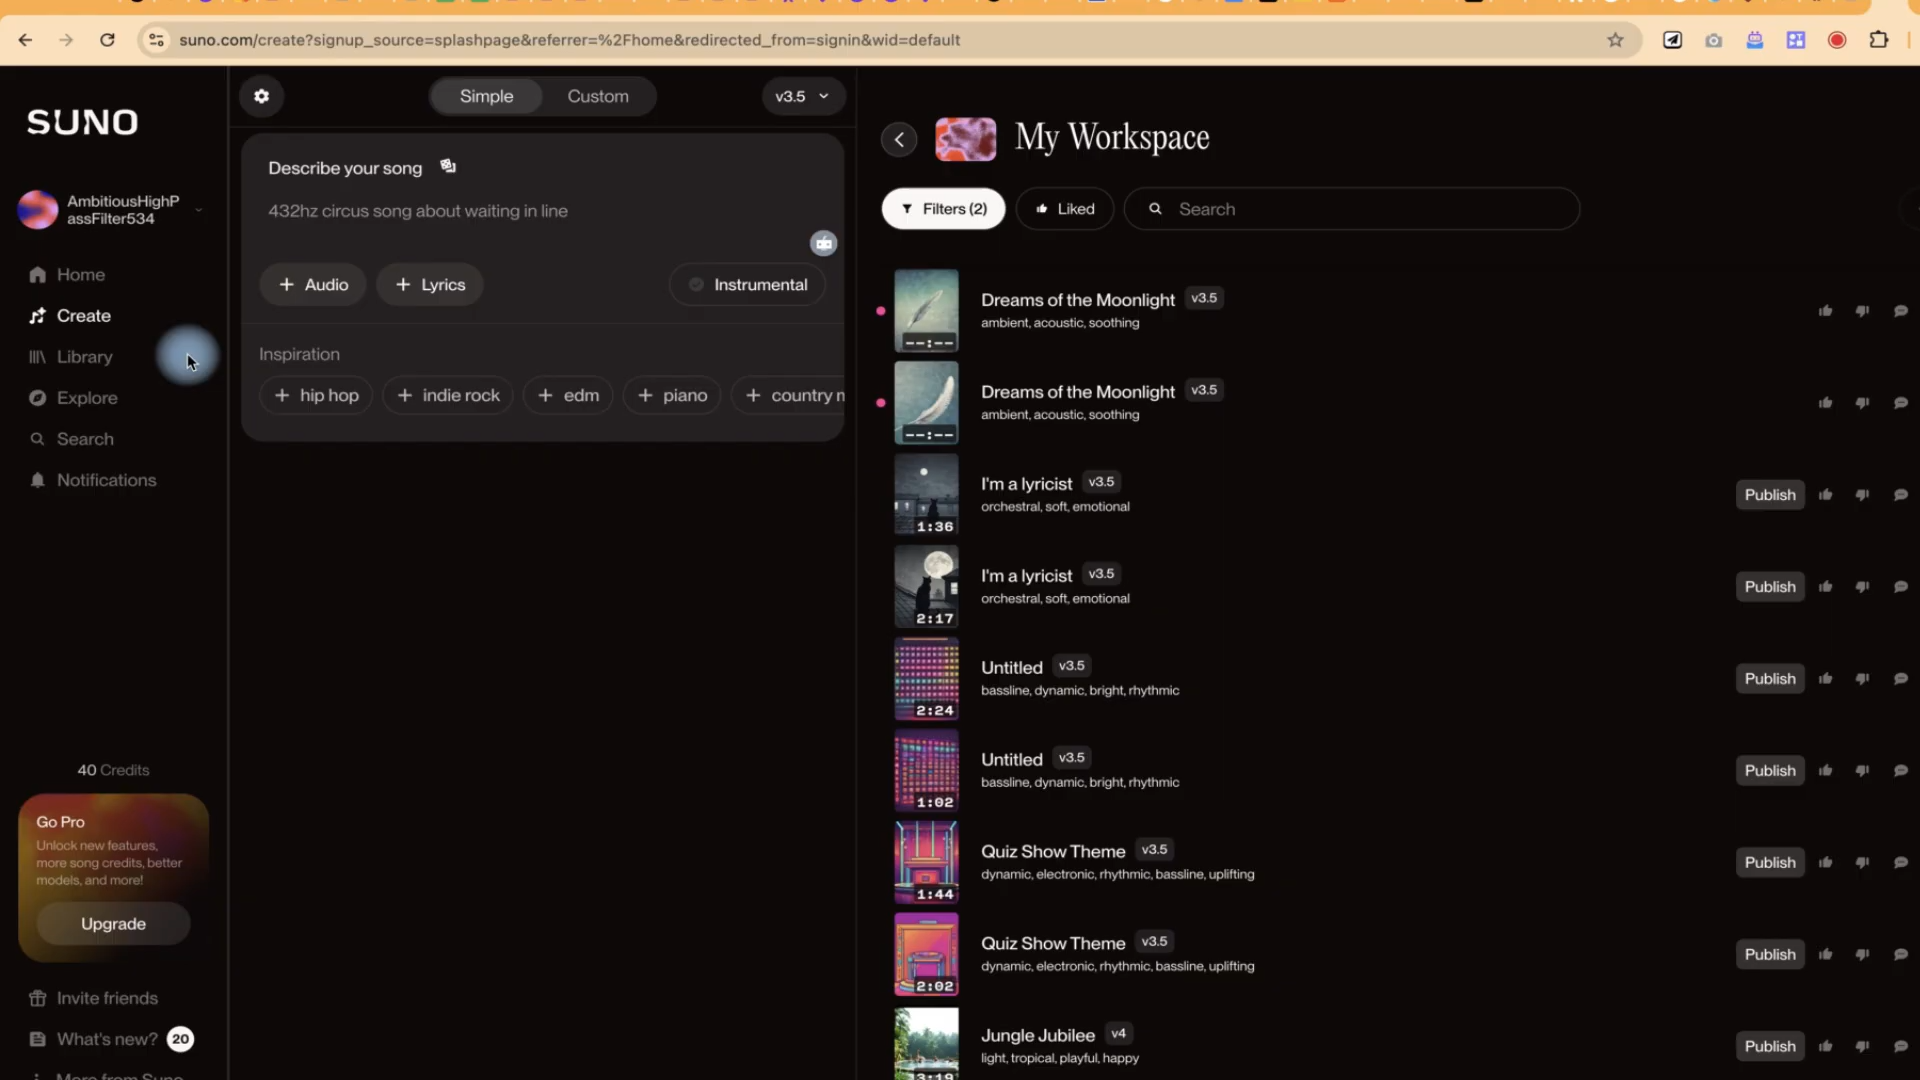 suno.com/create?signup_source=splashpage&referrer=%2Fhome&redirected_from=signin&wid=default
SUNO
AmbitiousHighP
assFilter534
Home
Create
Library
Explore
Search
Notifications
40 Credits
Go Pro
Unlock new features,
more song credits, better
models, and more!
Upgrade
Invite friends
What's new? 20
More from Suno
Simple Custom v3.5
Describe your song
432hz circus song about waiting in line
Audio Lyrics Instrumental
Inspiration
hip hop indie rock edm piano country m
My Workspace
Filters (2) Liked Search
Dreams of the Moonlight v3.5
ambient, acoustic, soothing
--:--
Dreams of the Moonlight v3.5
ambient, acoustic, soothing
--:--
I'm a lyricist v3.5
orchestral, soft, emotional
1:36
Publish
I'm a lyricist v3.5
orchestral, soft, emotional
2:17
Publish
Untitled v3.5
bassline, dynamic, bright, rhythmic
2:24
Publish
Untitled v3.5
bassline, dynamic, bright, rhythmic
1:02
Publish
Quiz Show Theme v3.5
dynamic, electronic, rhythmic, bassline, uplifting
1:44
Publish
Quiz Show Theme v3.5
dynamic, electronic, rhythmic, bassline, uplifting
2:02
Publish
Jungle Jubilee v4
light, tropical, playful, happy
3:19
Publish